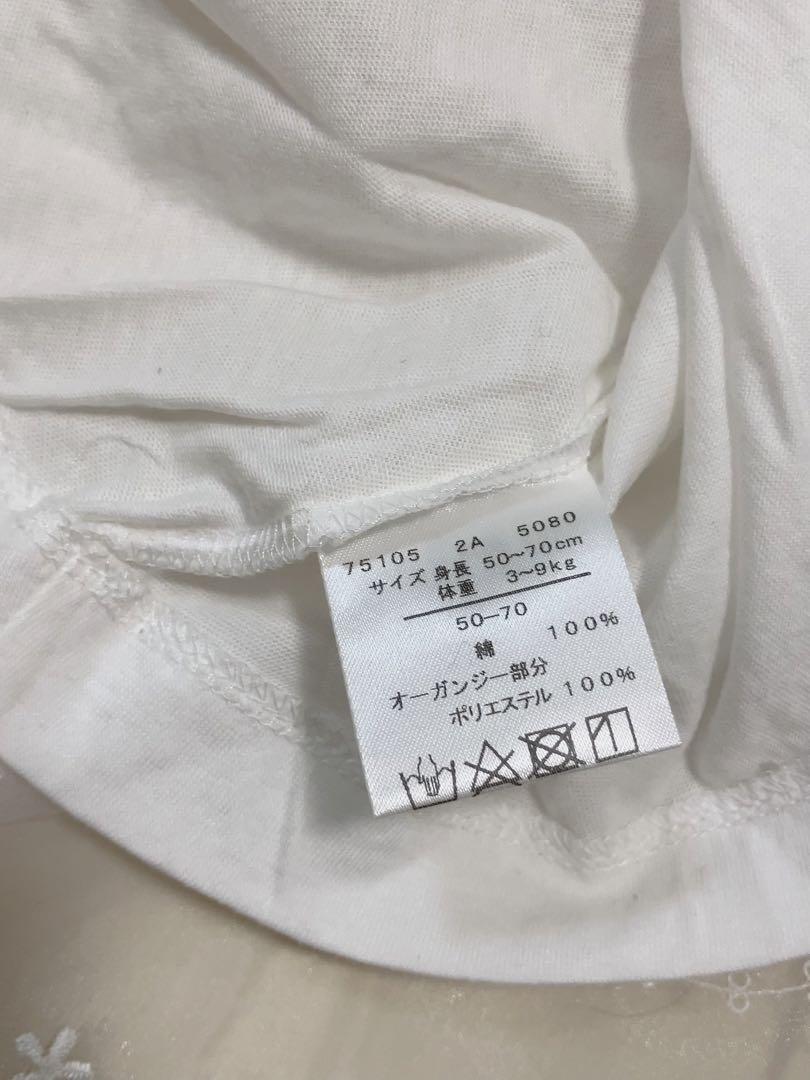 75105 2A 5080
サイズ 身長 50~70cm
体重 3~9kg
50-70
綿 100%
オーガンジー部分
ポリエステル 100%